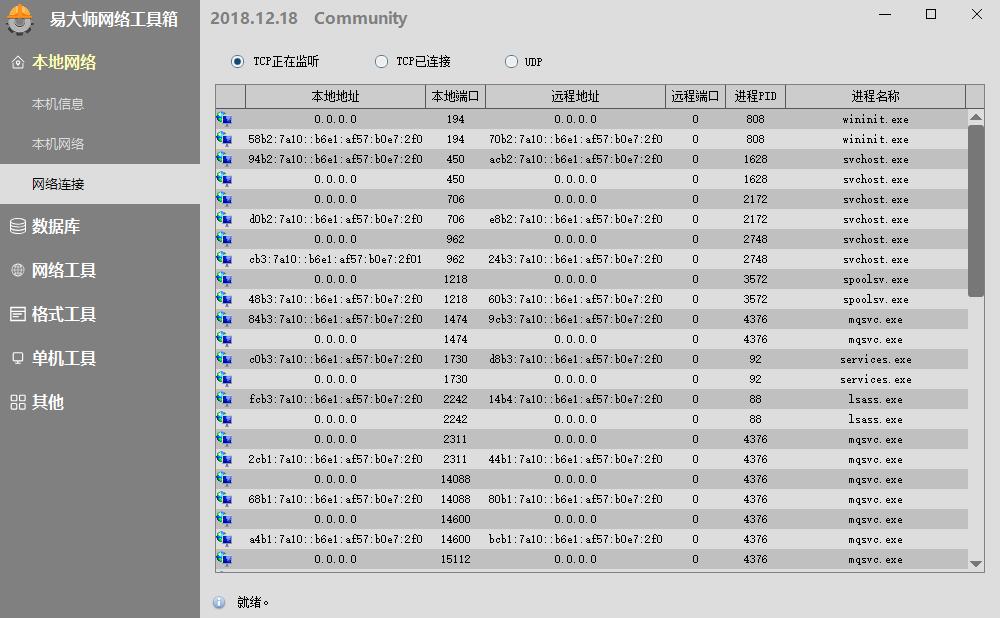 易大师网络工具箱
2018.12.18 Community
本地网络
本机信息
本机网络
网络连接
数据库
网络工具
格式工具
单机工具
其他
TCP正在监听 TCP已连接 UDP
本地地址 本地端口 远程地址 远程端口 进程PID 进程名称
0.0.0.0 194 0.0.0.0 0 808 wininit.exe
58b2:7a10::b6e1:af57:b0e7:2f0 194 70b2:7a10::b6e1:af57:b0e7:2f0 0 808 wininit.exe
94b2:7a10::b6e1:af57:b0e7:2f0 450 acb2:7a10::b6e1:af57:b0e7:2f0 0 1628 svchost.exe
0.0.0.0 450 0.0.0.0 0 1628 svchost.exe
0.0.0.0 706 0.0.0.0 0 2172 svchost.exe
d0b2:7a10::b6e1:af57:b0e7:2f0 706 e8b2:7a10::b6e1:af57:b0e7:2f0 0 2172 svchost.exe
0.0.0.0 962 0.0.0.0 0 2748 svchost.exe
cb3:7a10::b6e1:af57:b0e7:2f01 962 24b3:7a10::b6e1:af57:b0e7:2f0 0 2748 svchost.exe
0.0.0.0 1218 0.0.0.0 0 3572 spoolsv.exe
48b3:7a10::b6e1:af57:b0e7:2f0 1218 60b3:7a10::b6e1:af57:b0e7:2f0 0 3572 spoolsv.exe
84b3:7a10::b6e1:af57:b0e7:2f0 1474 9cb3:7a10::b6e1:af57:b0e7:2f0 0 4376 mqsvc.exe
0.0.0.0 1474 0.0.0.0 0 4376 mqsvc.exe
c0b3:7a10::b6e1:af57:b0e7:2f0 1730 d8b3:7a10::b6e1:af57:b0e7:2f0 0 92 services.exe
0.0.0.0 1730 0.0.0.0 0 92 services.exe
fcb3:7a10::b6e1:af57:b0e7:2f0 2242 14b4:7a10::b6e1:af57:b0e7:2f0 0 88 lsass.exe
0.0.0.0 2242 0.0.0.0 0 88 lsass.exe
0.0.0.0 2311 0.0.0.0 0 4376 mqsvc.exe
2cb1:7a10::b6e1:af57:b0e7:2f0 2311 44b1:7a10::b6e1:af57:b0e7:2f0 0 4376 mqsvc.exe
0.0.0.0 14088 0.0.0.0 0 4376 mqsvc.exe
68b1:7a10::b6e1:af57:b0e7:2f0 14088 80b1:7a10::b6e1:af57:b0e7:2f0 0 4376 mqsvc.exe
0.0.0.0 14600 0.0.0.0 0 4376 mqsvc.exe
a4b1:7a10::b6e1:af57:b0e7:2f0 14600 bcb1:7a10::b6e1:af57:b0e7:2f0 0 4376 mqsvc.exe
0.0.0.0 15112 0.0.0.0 0 4376 mqsvc.exe
就绪。